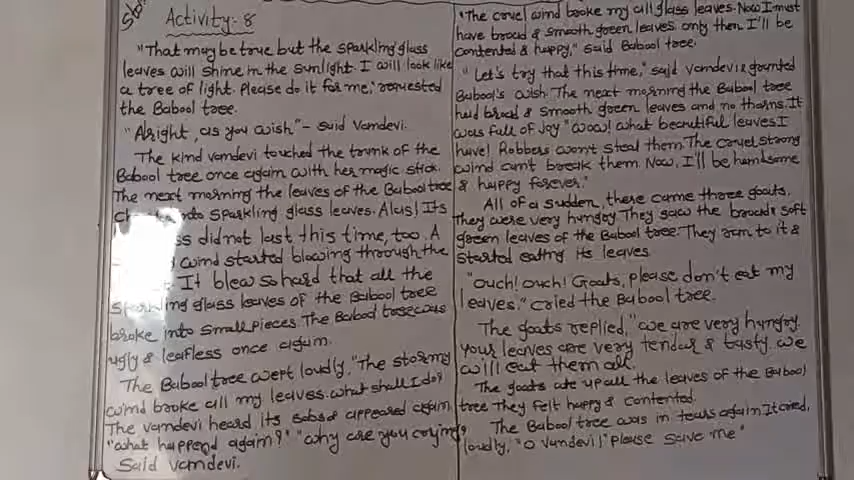 Activity-8
"That may be true but the sparkling glass
leaves will shine in the sunlight. I will look like
a tree of light. Please do it for me," requested
the Babool tree.
"Alright, as you wish" - said Vamdevi.
The kind vamdevi touched the trunk of the
Babool tree once again with her magic stick.
The next morning the leaves of the Babool tree
into sparkling glass leaves. Alas! Its
did not last this time, too. A
wind started blowing through the
It blew so hard that all the
sparkling glass leaves of the Babool tree
broke into small pieces. The Babool tree was
ugly & leafless once again.
The Babool tree wept loudly. "The stormy
wind broke all my leaves. what shall I do?
The vamdevi heard its sobs & appeared again.
"what happend again?" "why are you crying?
Said vamdevi.
"The cruel wind broke my all glass leaves. Now I must
have broad & smooth green leaves. only then I'll be
contented & happy," said Babool tree.
"Let's try that this time," said vamdevi & granted
Babool's wish. The next morning the Babool tree
had broad & smooth green leaves and no thorns. It
was full of joy "wow! what beautiful leaves I
have! Robbers won't steal them. The cruel strong
wind can't break them. Now, I'll be handsome
& happy forever."
All of a sudden, there came three goats.
They were very hungry. They saw the broad & soft
green leaves of the Babool tree. They ran to it &
started eating its leaves
"Ouch! Ouch! Goats, please don't eat my
leaves," cried the Babool tree.
The goats replied, "we are very hungry.
Your leaves are very tendar & tasty. we
will eat them all.
The goats ate up all the leaves of the Babool
tree They felt happy & contented.
The Babool tree was in tears again. It cried,
loudly, "O Vandevi! please save me"